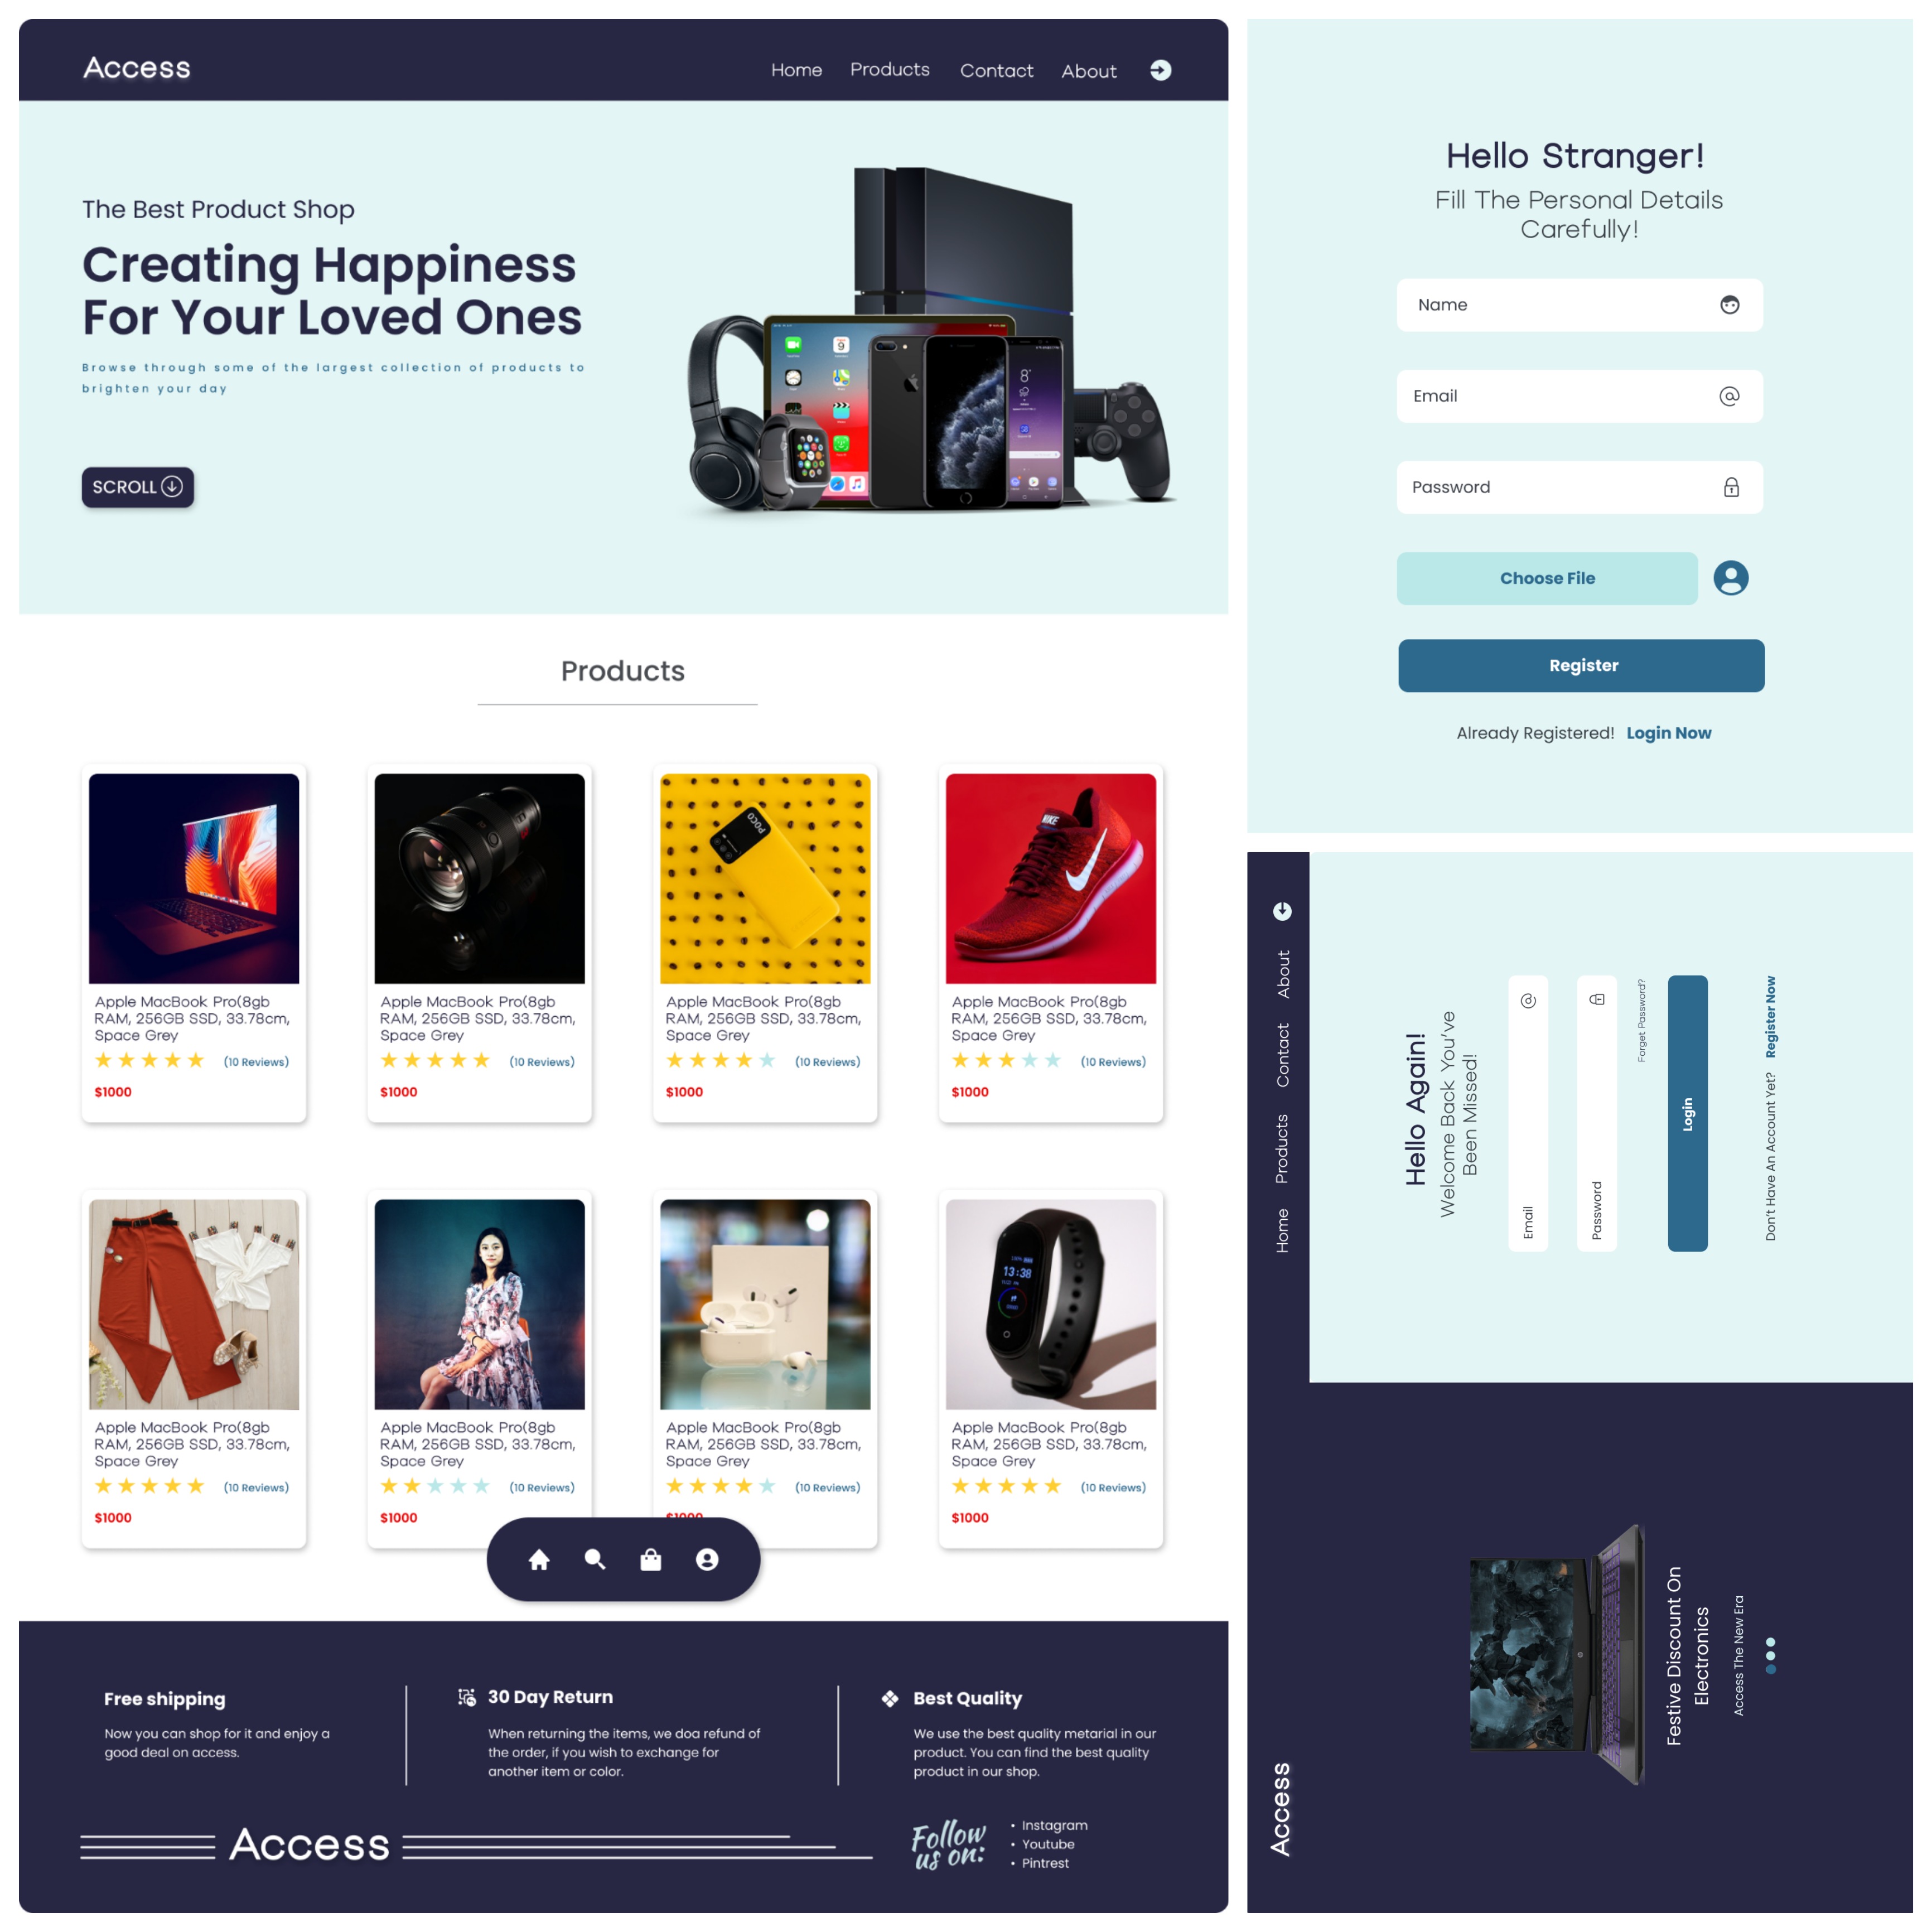 Access
Home Products Contact About
The Best Product Shop
Creating Happiness
For Your Loved Ones
Browse through some of the largest collection of products to
brighten your day
SCROLL
Products
Apple MacBook Pro(8gb
RAM, 256GB SSD, 33.78cm,
Space Grey
(10 Reviews)
$1000
POCO
Apple MacBook Pro(8gb
RAM, 256GB SSD, 33.78cm,
Space Grey
(10 Reviews)
$1000
Apple MacBook Pro(8gb
RAM, 256GB SSD, 33.78cm,
Space Grey
(10 Reviews)
$1000
NIKE
Apple MacBook Pro(8gb
RAM, 256GB SSD, 33.78cm,
Space Grey
(10 Reviews)
$1000
Apple MacBook Pro(8gb
RAM, 256GB SSD, 33.78cm,
Space Grey
(10 Reviews)
$1000
Apple MacBook Pro(8gb
RAM, 256GB SSD, 33.78cm,
Space Grey
(10 Reviews)
$1000
Apple MacBook Pro(8gb
RAM, 256GB SSD, 33.78cm,
Space Grey
(10 Reviews)
$1000
13:38
Apple MacBook Pro(8gb
RAM, 256GB SSD, 33.78cm,
Space Grey
(10 Reviews)
$1000
Free shipping
Now you can shop for it and enjoy a
good deal on access.
30 Day Return
When returning the items, we doa refund of
the order, if you wish to exchange for
another item or color.
Best Quality
We use the best quality metarial in our
product. You can find the best quality
product in our shop.
Access
Follow
us on:
• Instagram
• Youtube
• Pintrest
Hello Stranger!
Fill The Personal Details
Carefully!
Name
Email
Password
Choose File
Register
Already Registered! Login Now
Access
Home Products Contact About
Hello Again!
Welcome Back You've
Been Missed!
Email
Password
Forget Password?
Login
Don't Have An Account Yet? Register Now
Festive Discount On
Electronics
Access The New Era